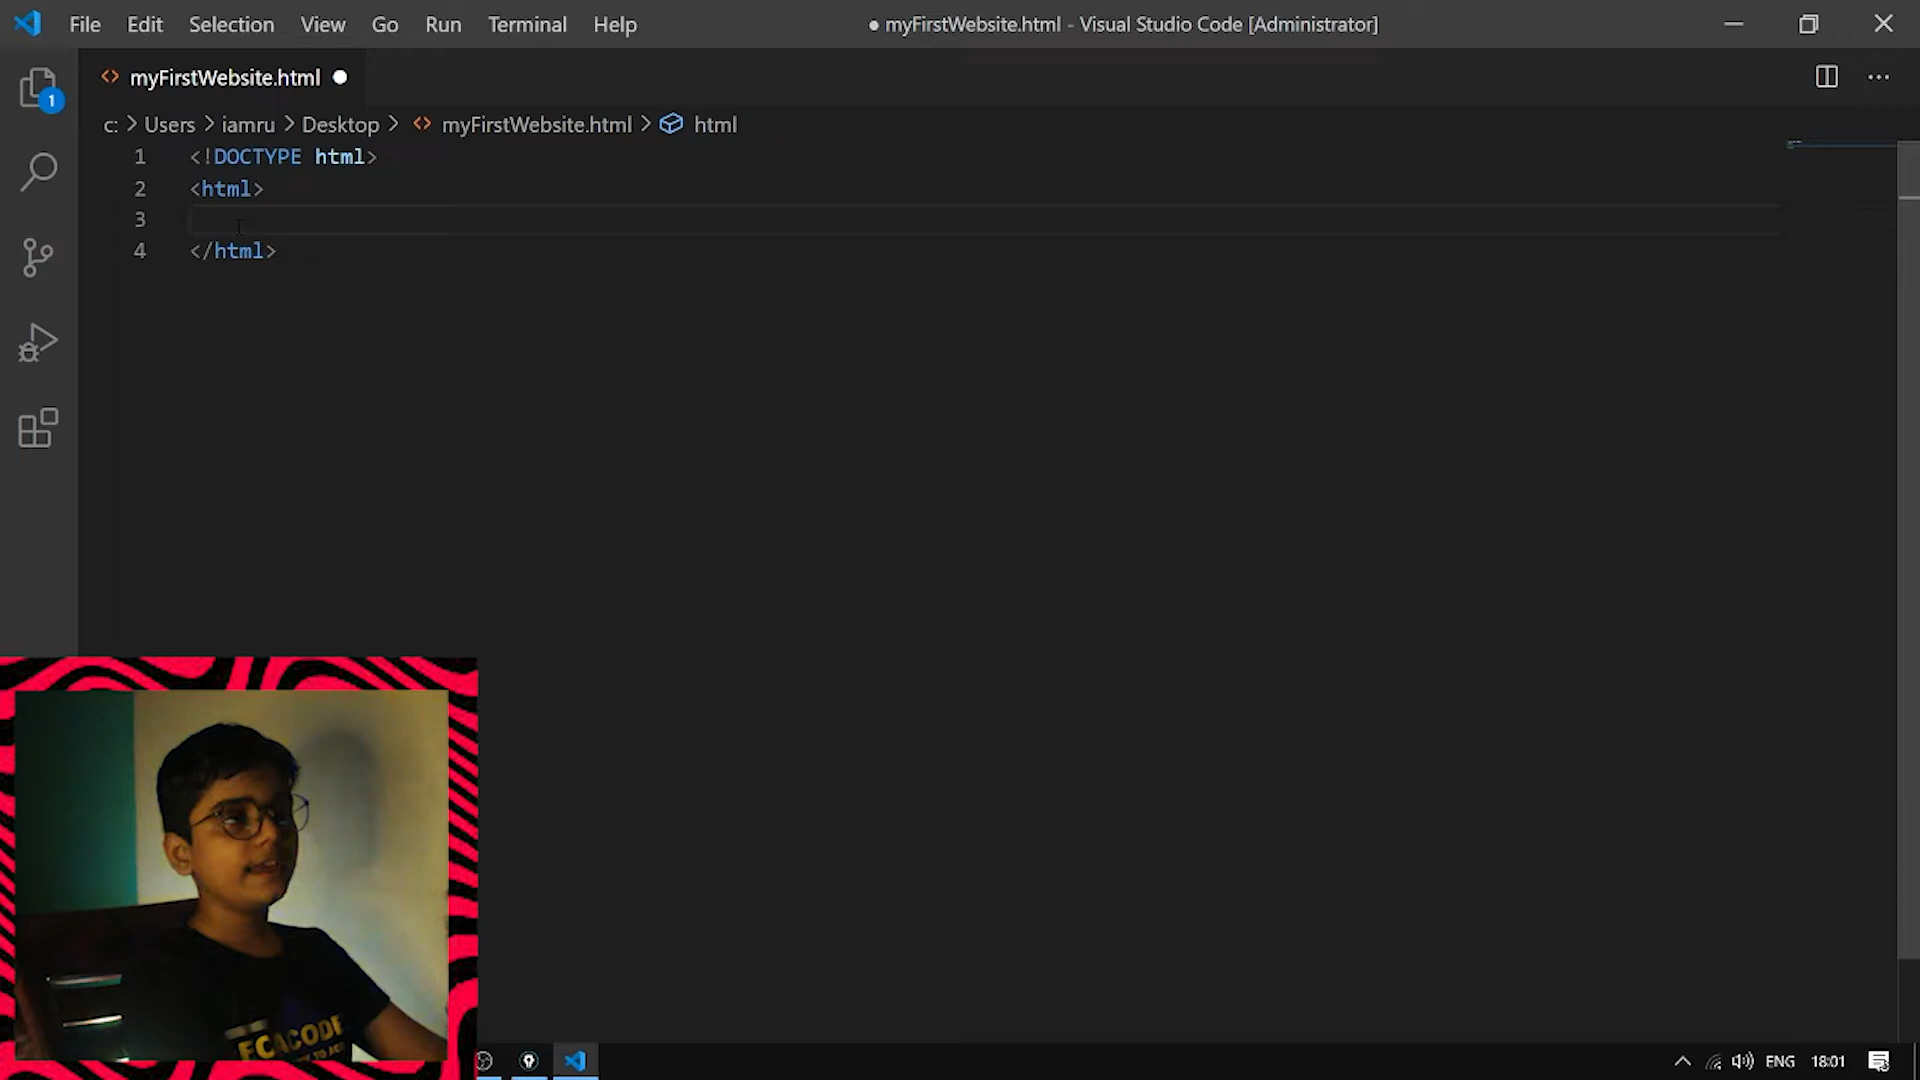 File Edit Selection View Go Run Terminal Help
● myFirstWebsite.html - Visual Studio Code [Administrator]
1
<> myFirstWebsite.html ●
c: > Users > iamru > Desktop > <> myFirstWebsite.html > html
1 <!DOCTYPE html>
2 <html>
3
4 </html>
ENG 18:01